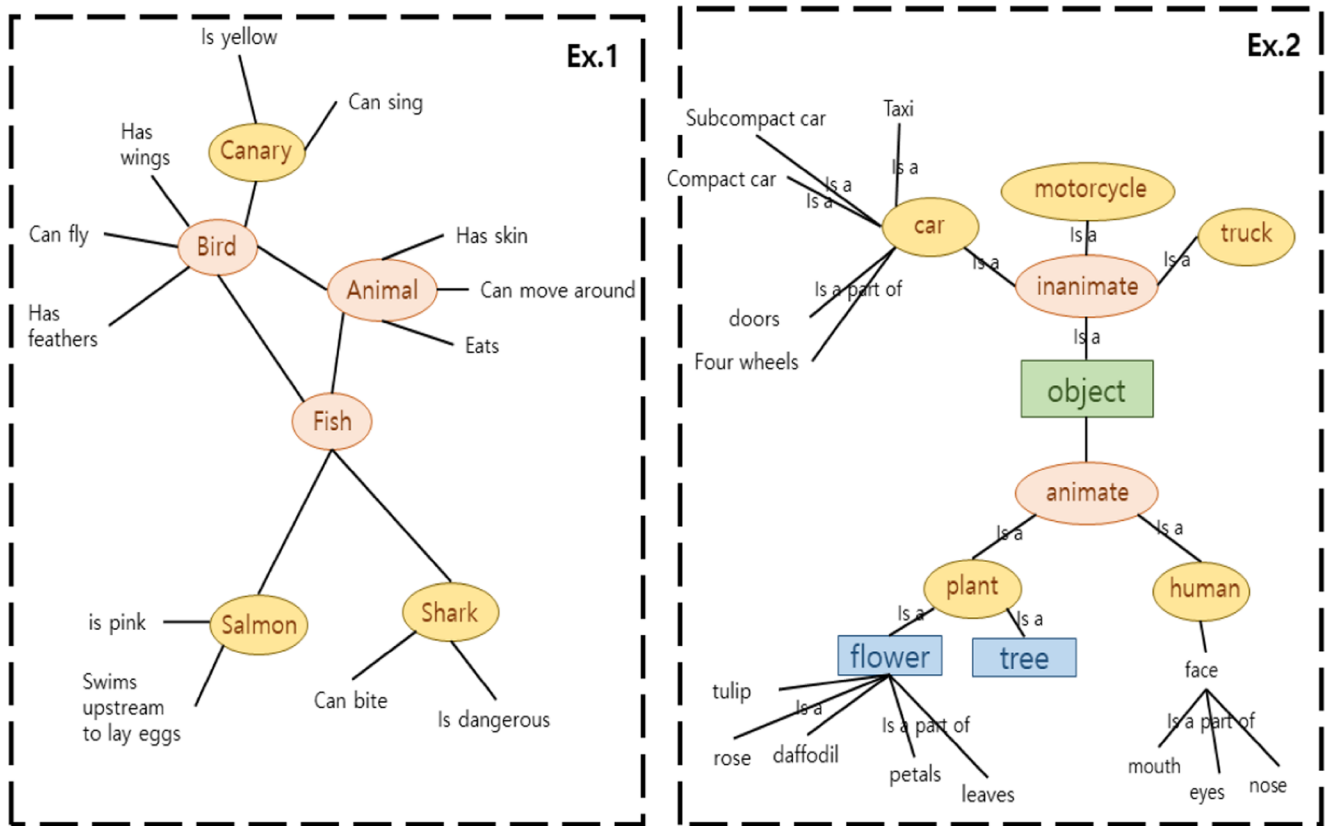 Ex.1
Is yellow
Can sing
Canary
Has
wings
Can fly
Bird
Has
feathers
Has skin
Animal
Can move around
Eats
Fish
is pink
Salmon
Shark
Swims
upstream
to lay eggs
Can bite
Is dangerous
Ex.2
Subcompact car
Taxi
Compact car
Is a
Is a
Is a
car
motorcycle
truck
Is a
Is a
Is a
inanimate
Is a part of
doors
Four wheels
Is a
object
animate
Is a
Is a
plant
human
Is a
Is a
flower
tree
face
tulip
Is a
rose
daffodil
Is a part of
petals
leaves
Is a part of
mouth
eyes
nose